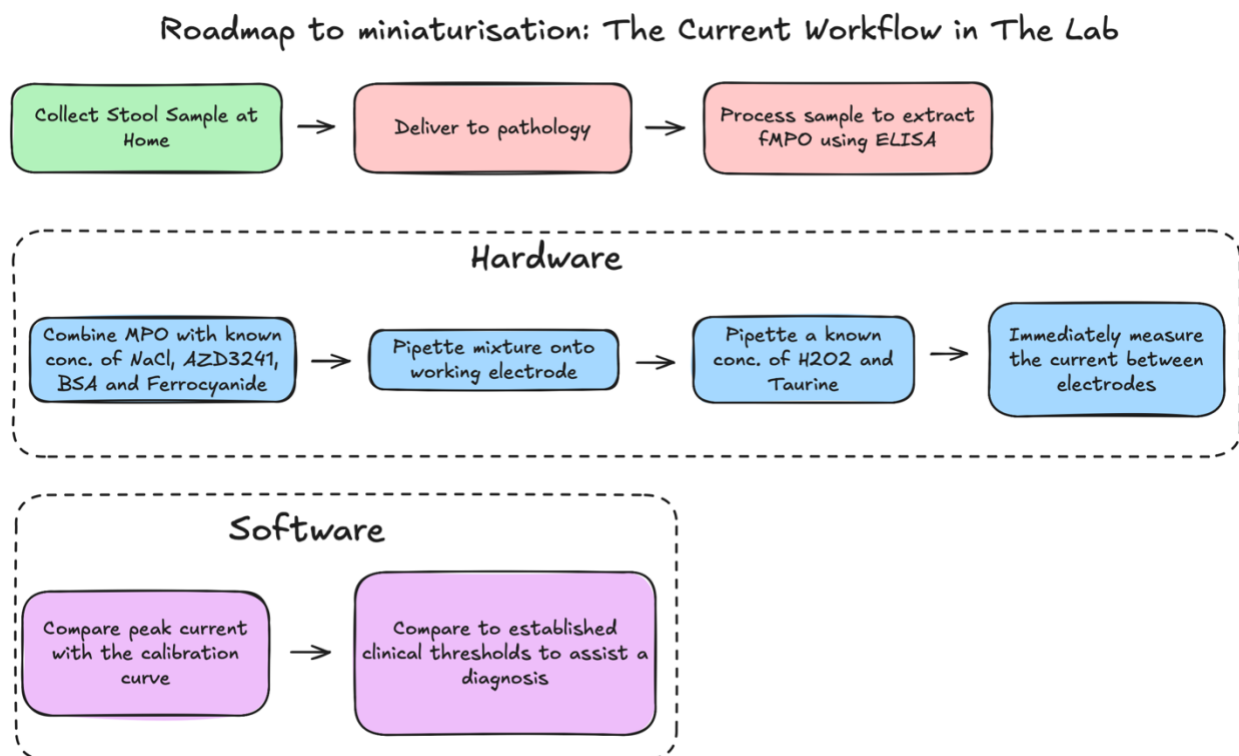 Roadmap to miniaturisation: The Current Workflow in The Lab
Collect Stool Sample at
Home
Deliver to pathology
Process sample to extract
fMPO using ELISA
Hardware
Combine MPO with known
conc. of NaCl, AZD3241,
BSA and Ferrocyanide
Pipette mixture onto
working electrode
Pipette a known
conc. of H2O2 and
Taurine
Immediately measure
the current between
electrodes
Software
Compare peak current
with the calibration
curve
Compare to established
clinical thresholds to assist a
diagnosis